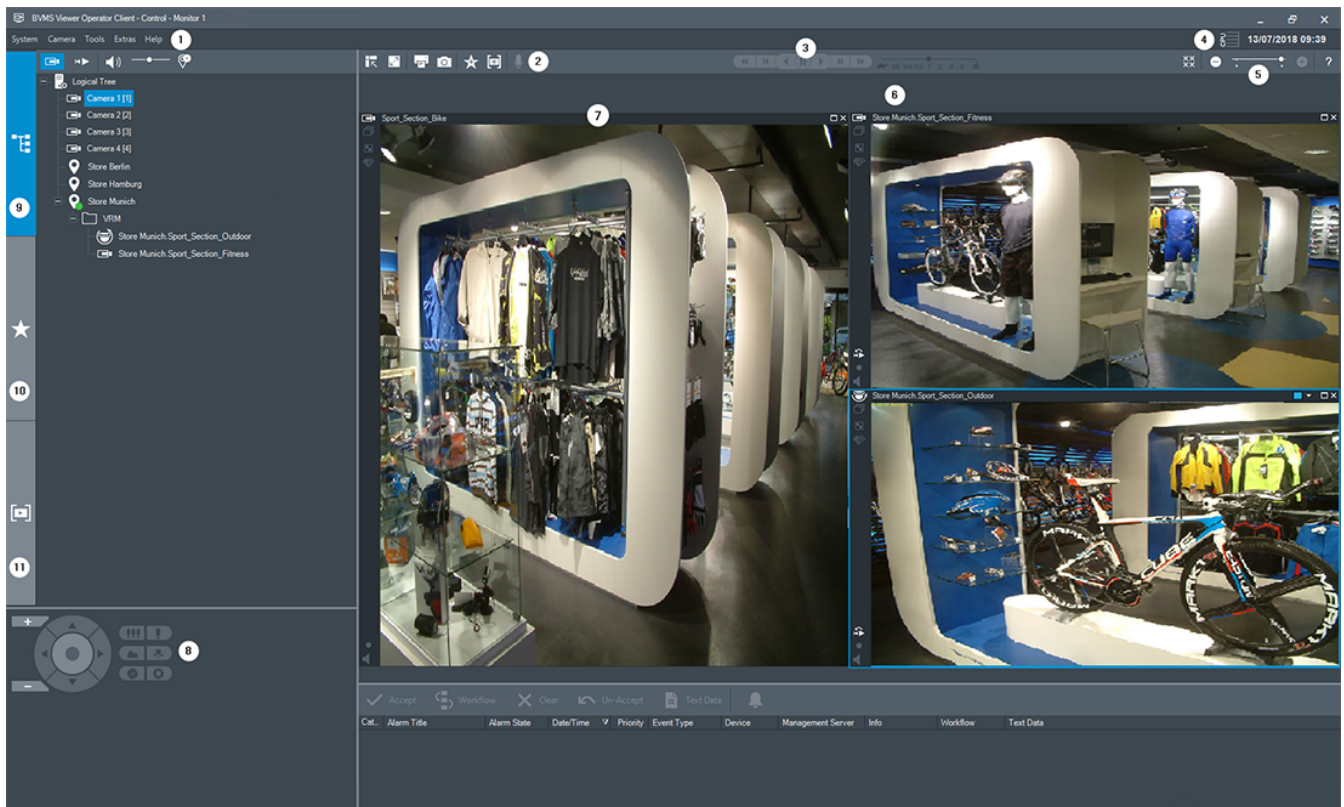 BVMS Viewer Operator Client - Control - Monitor 1
System Camera Tools Extras Help 1
4 13/07/2018 09:39
2
3
5
?
Logical Tree
Camera 1 [1]
Camera 2 [2]
Camera 3 [3]
Camera 4 [4]
Store Berlin
Store Hamburg
Store Munich
VRM
Store Munich.Sport_Section_Outdoor
Store Munich.Sport_Section_Fitness
9
10
11
6
Sport_Section_Bike 7
Store Munich.Sport_Section_Fitness
Store Munich.Sport_Section_Outdoor
CUBE
8
Accept Workflow Clear Un-Accept Text Data
Cat.. Alarm Title Alarm State Date/Time Priority Event Type Device Management Server Info Workflow Text Data